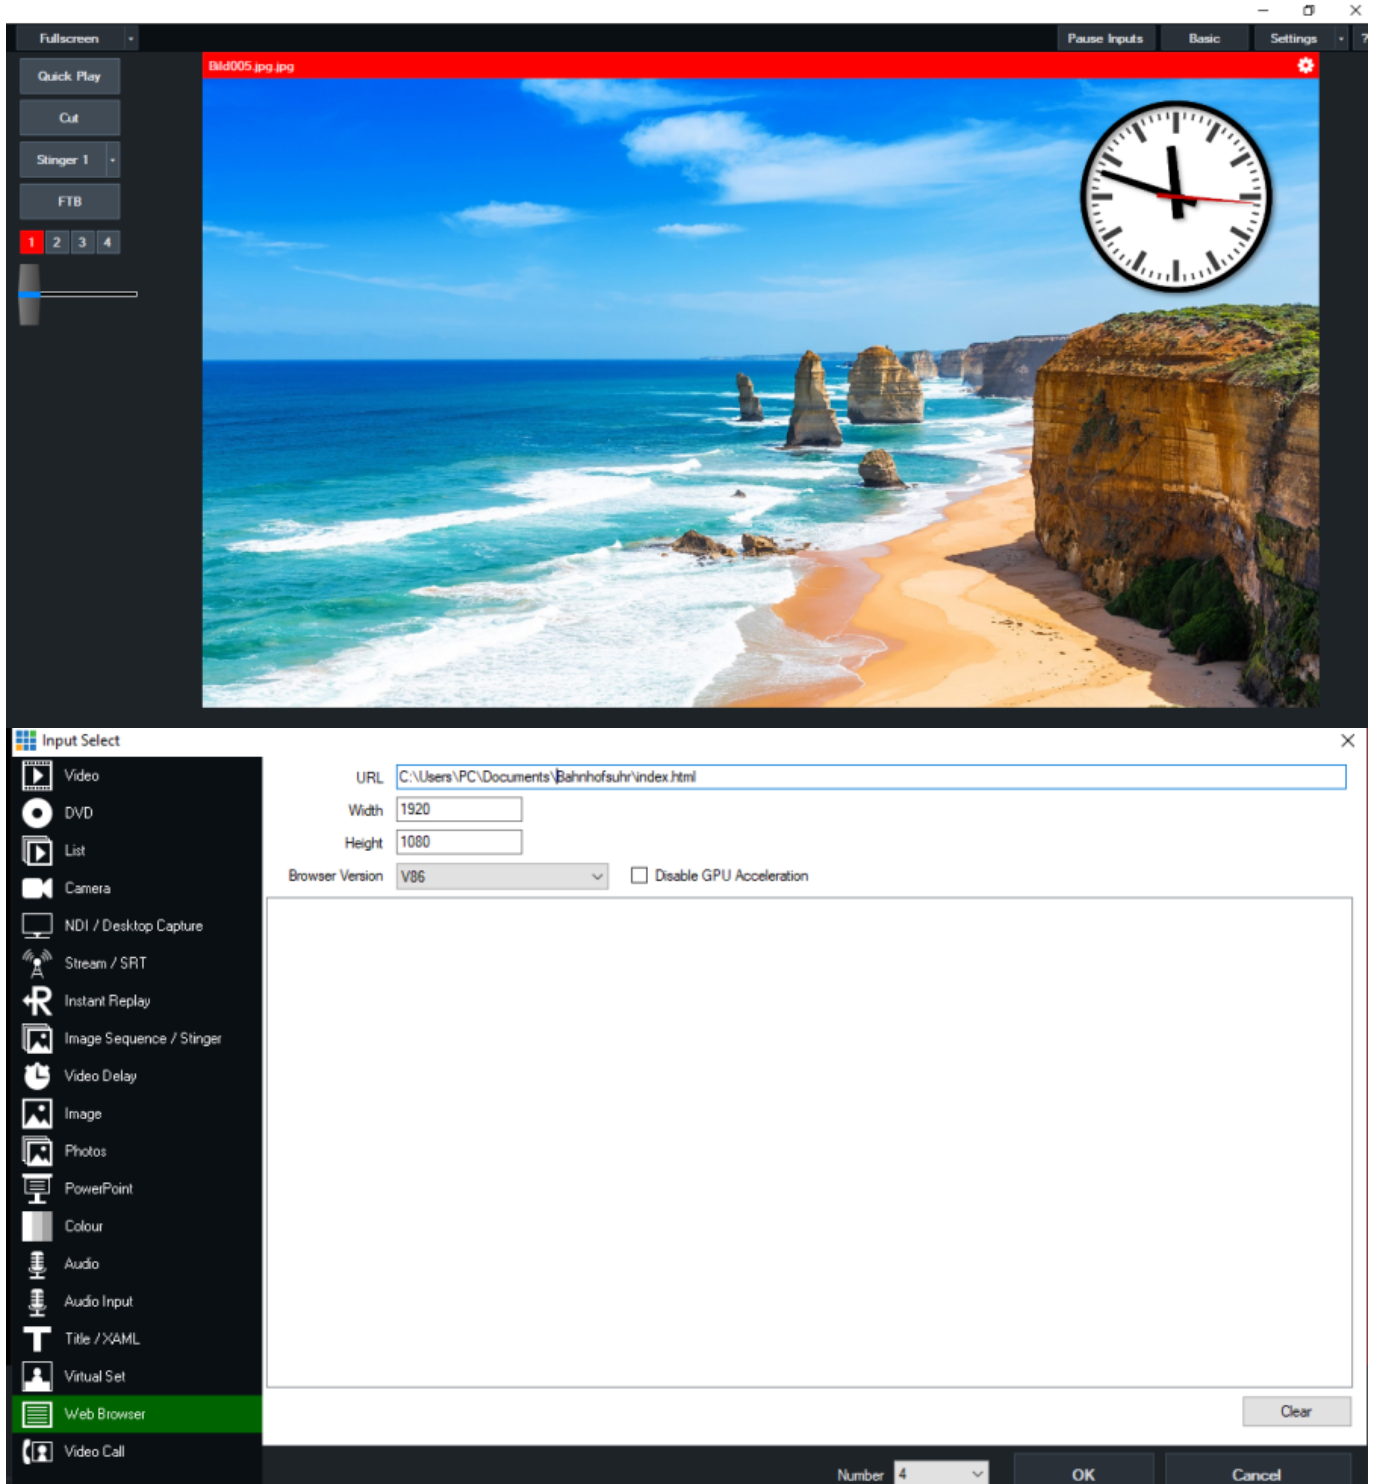 Fullscreen
Pause Inputs
Basic
Settings
?
Quick Play
Bild005.jpg.jpg
Cut
Stinger 1
FTB
1 2 3 4
Input Select
Video
URL C:\Users\PC\Documents\Bahnhofsuhr\index.html
DVD
Width 1920
List
Height 1080
Camera
Browser Version V86
Disable GPU Acceleration
NDI / Desktop Capture
Stream / SRT
Instant Replay
Image Sequence / Stinger
Video Delay
Image
Photos
PowerPoint
Colour
Audio
Audio Input
Title / XAML
Virtual Set
Web Browser
Clear
Video Call
Number 4
OK
Cancel